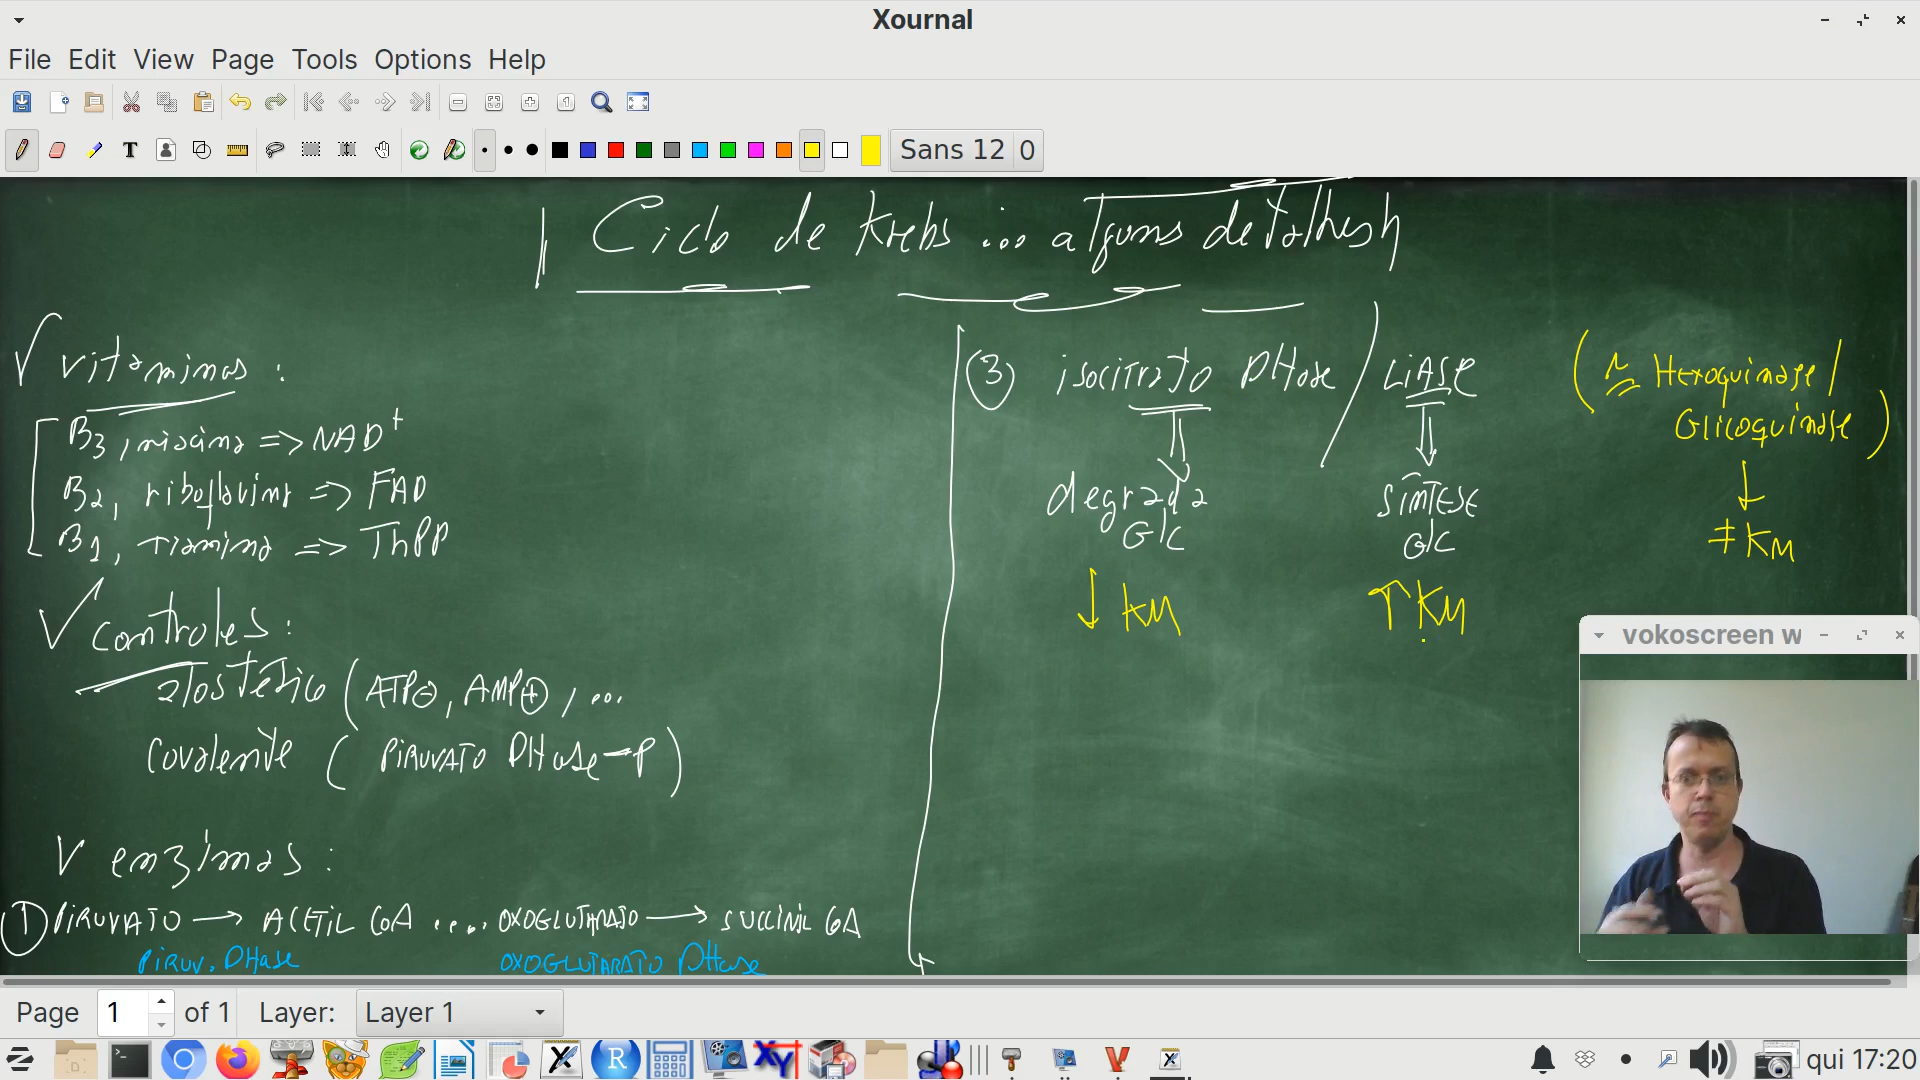 Xournal
File Edit View Page Tools Options Help
Sans 12 0
Ciclo de Krebs ... alguns detalhes
✓ vitaminas :
B3, niacina => NAD+
B2, riboflavina => FAD
B1, tiamina => ThPP
✓ controles :
alostérico (ATP⊖, AMP⊕, ...
covalente ( PIRUVATO DHase-P )
✓ enzimas :
① PIRUVATO → ACETIL CoA .... OXOGLUTARATO → SUCCINIL CoA
PIRUV. DHase OXOGLUTARATO DHase
③ isocitrato DHase / LIASE
degrada Glc
SÍNTESE Glc
↓ KM
↑ KM
(~ Hexoquinase /
Glicoquinase )
↓
≠ KM
vokoscreen w
Page 1 of 1 Layer: Layer 1
qui 17:20